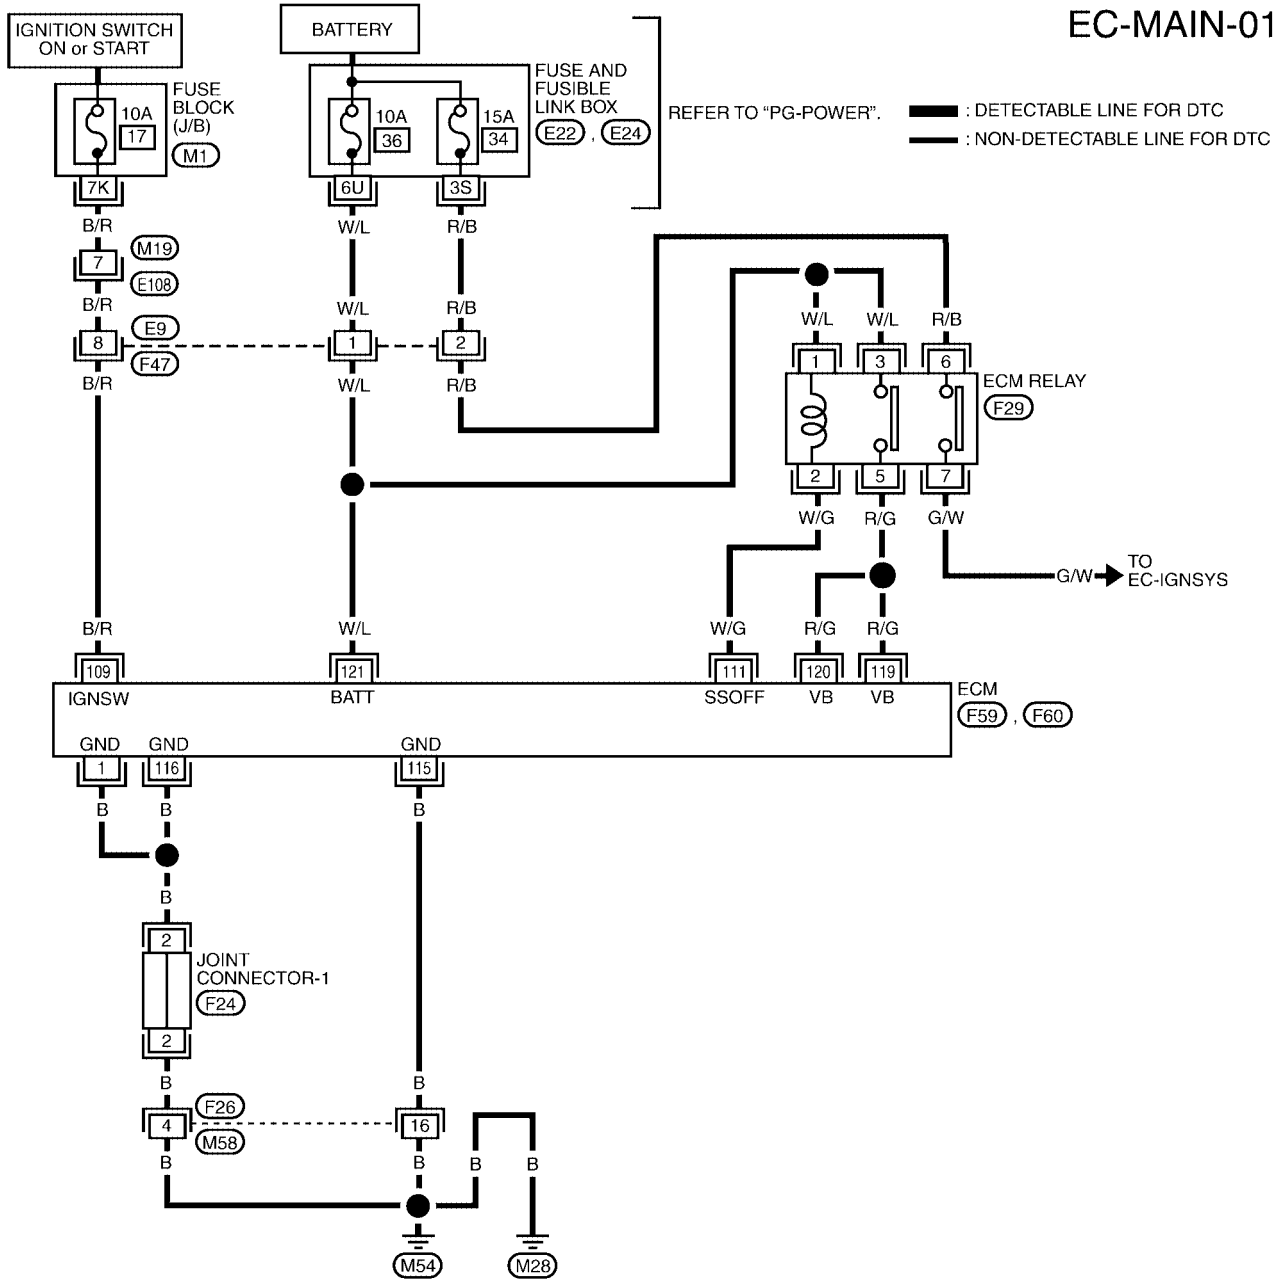 EC-MAIN-01
IGNITION SWITCH
ON or START
BATTERY
FUSE
BLOCK
(J/B)
M1
10A
17
10A
36
15A
34
FUSE AND
FUSIBLE
LINK BOX
E22 , E24
REFER TO “PG-POWER”.
: DETECTABLE LINE FOR DTC
: NON-DETECTABLE LINE FOR DTC
7K
6U
3S
B/R
W/L
R/B
7
M19
E108
B/R
W/L
R/B
8
E9
F47
1
2
B/R
W/L
R/B
W/L
W/L
R/B
1
3
6
ECM RELAY
F29
2
5
7
W/G
R/G
G/W
G/W
TO
EC-IGNSYS
B/R
W/L
W/G
R/G
R/G
109
121
111
120
119
IGNSW
BATT
SSOFF
VB
VB
ECM
F59 , F60
GND
GND
GND
1
116
115
B
B
B
B
2
JOINT
CONNECTOR-1
F24
2
B
B
F26
4
16
M58
B
B
B
B
M54
M28